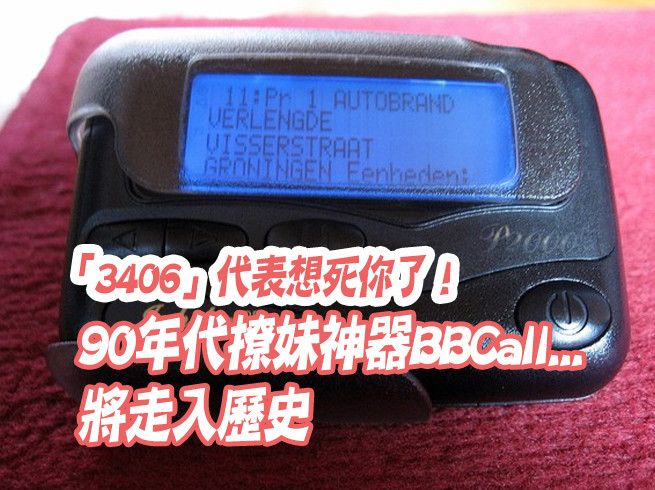 11:Pr 1 AUTOBRAND
VERLENGDE
VISSERSTRAAT
GRONINGEN Eenheden:
P2000
「3406」代表想死你了！
90年代撩妹神器BBCall...
將走入歷史